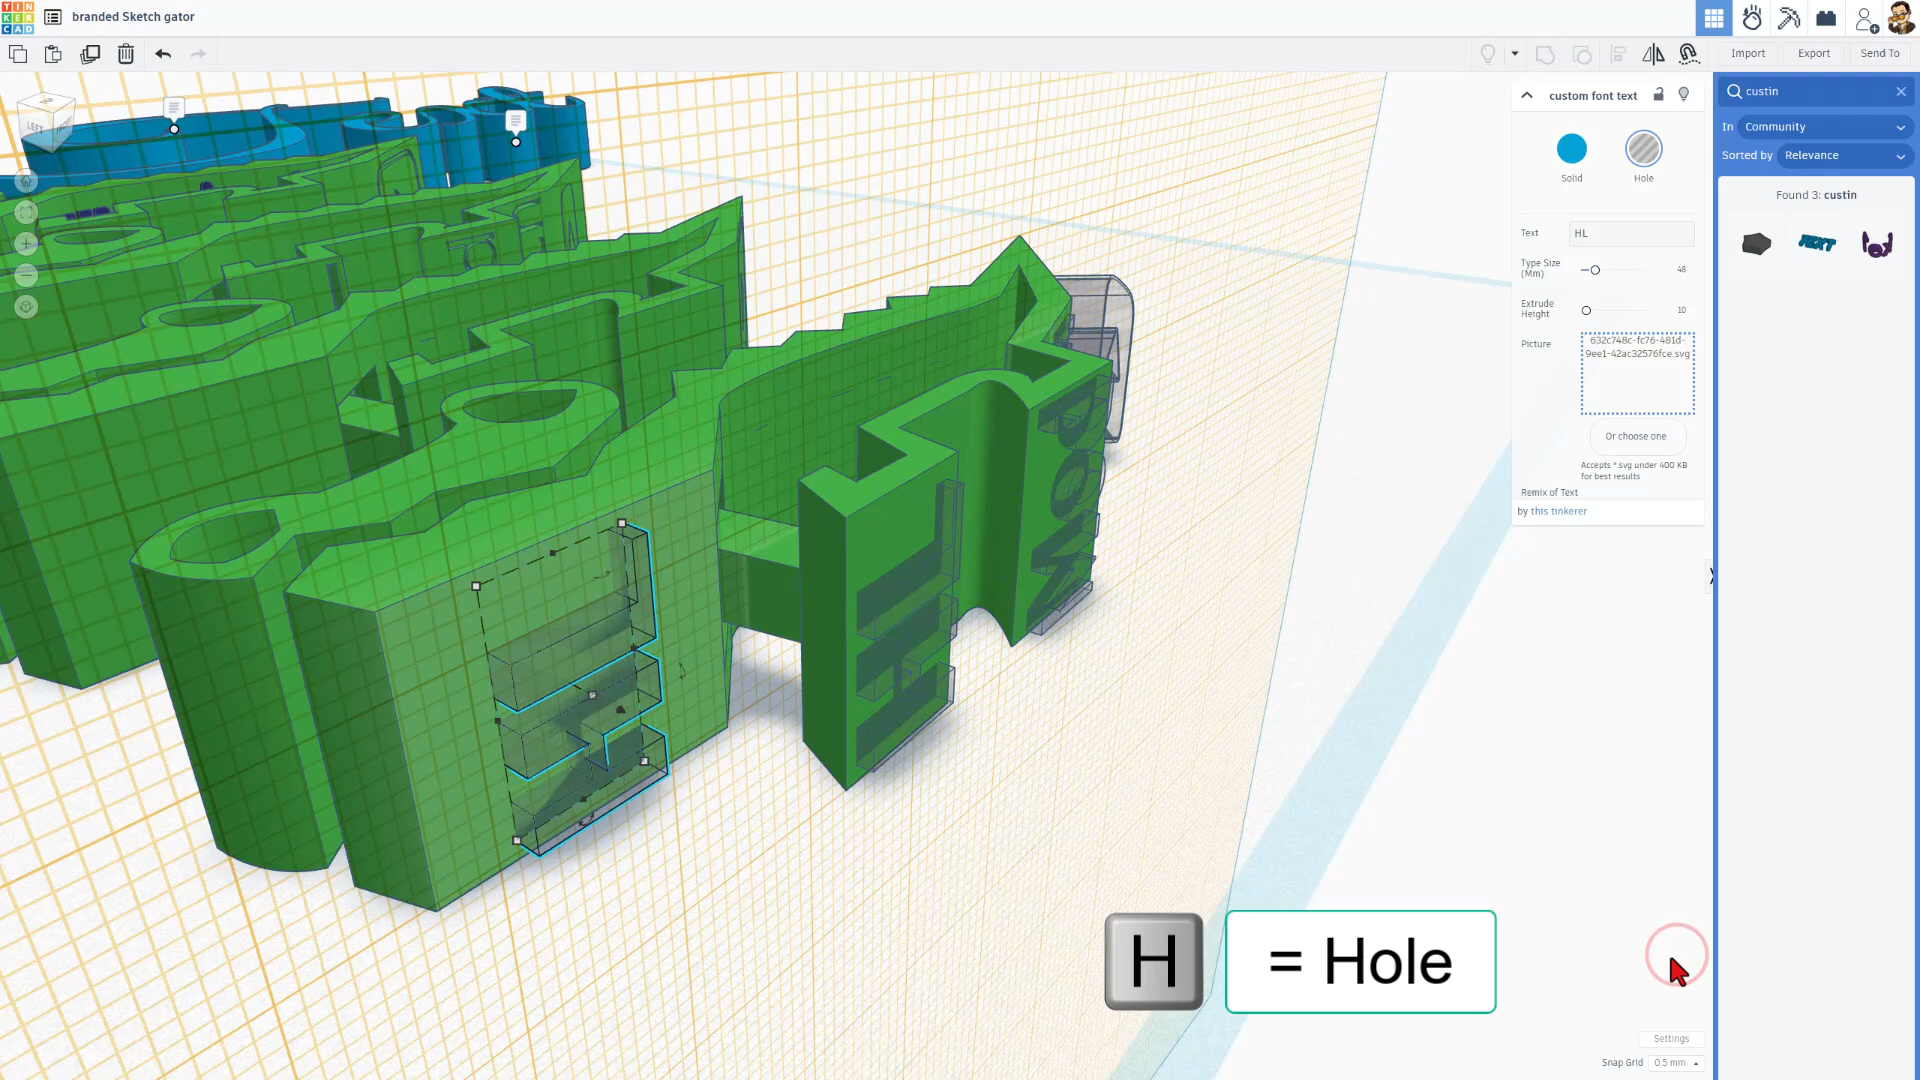 TIN
KER
CAD
branded Sketch gator
Import
Export
Send To
LEFT
custom font text
Solid
Hole
Text
HL
Type Size
(Mm)
48
Extrude
Height
10
Picture
632c748c-fc76-481d-
9ee1-42ac32576fce.svg
Or choose one
Accepts *.svg under 400 KB
for best results
Remix of Text
by this tinkerer
custin
In
Community
Sorted by
Relevance
Found 3: custin
TEXT
H
= Hole
Settings
Snap Grid
0.5 mm